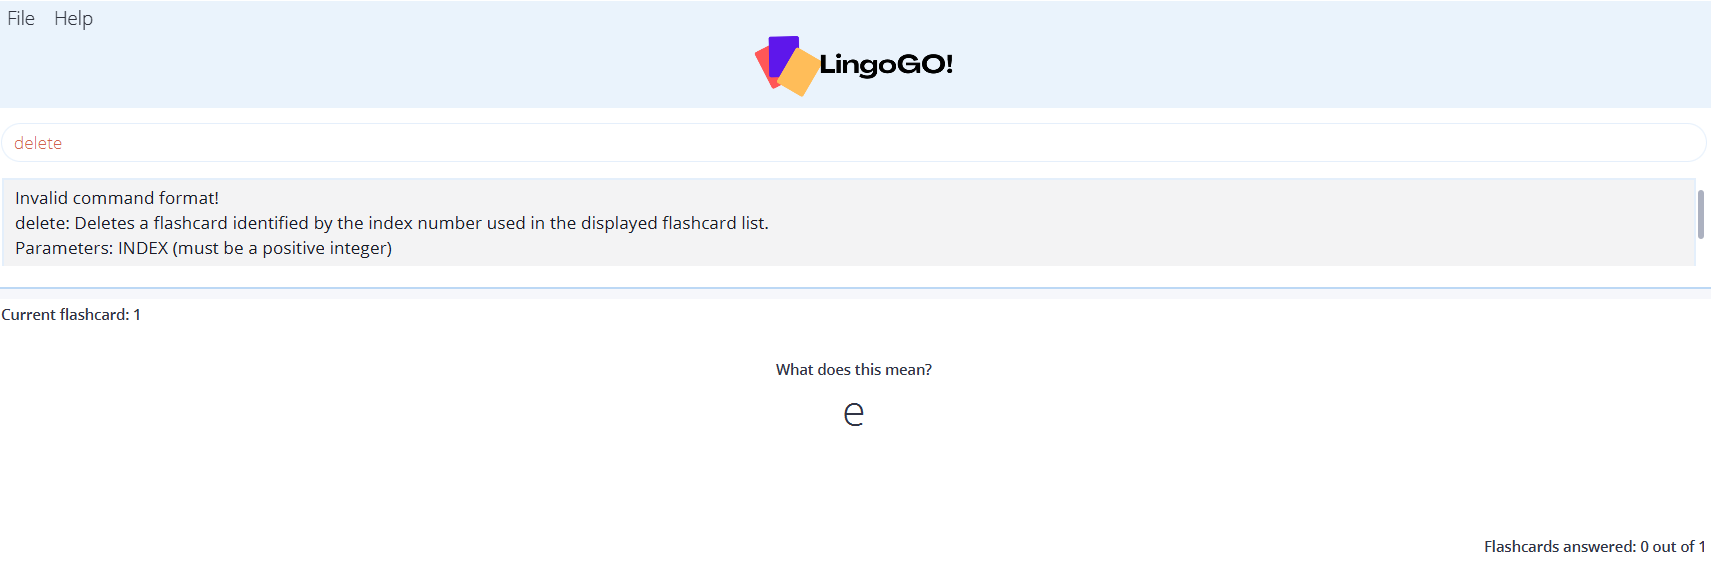 File Help
LingoGO!
delete
Invalid command format!
delete: Deletes a flashcard identified by the index number used in the displayed flashcard list.
Parameters: INDEX (must be a positive integer)
Current flashcard: 1
What does this mean?
e
Flashcards answered: 0 out of 1